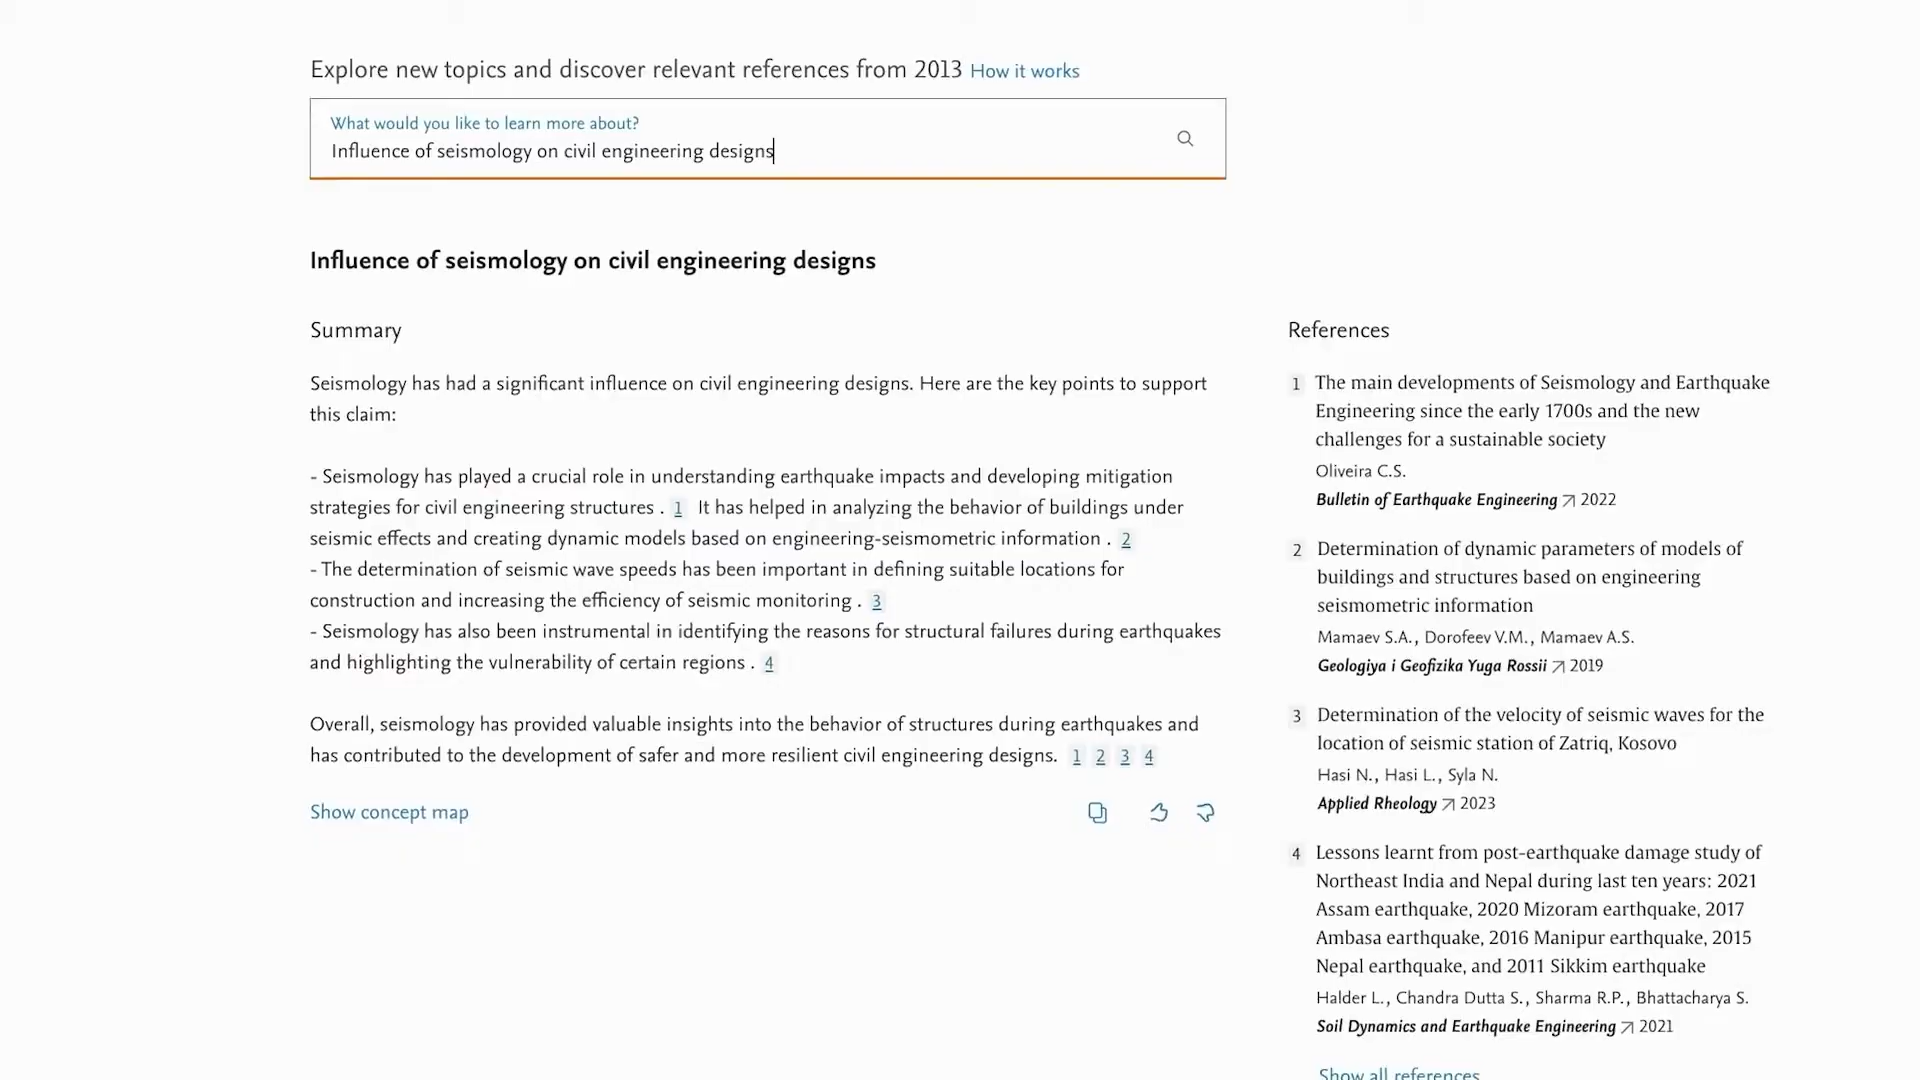 Explore new topics and discover relevant references from 2013 How it works
What would you like to learn more about?
Influence of seismology on civil engineering designs
Influence of seismology on civil engineering designs
Summary
Seismology has had a significant influence on civil engineering designs. Here are the key points to support
this claim:
- Seismology has played a crucial role in understanding earthquake impacts and developing mitigation
strategies for civil engineering structures . 1 It has helped in analyzing the behavior of buildings under
seismic effects and creating dynamic models based on engineering-seismometric information . 2
- The determination of seismic wave speeds has been important in defining suitable locations for
construction and increasing the efficiency of seismic monitoring . 3
- Seismology has also been instrumental in identifying the reasons for structural failures during earthquakes
and highlighting the vulnerability of certain regions . 4
Overall, seismology has provided valuable insights into the behavior of structures during earthquakes and
has contributed to the development of safer and more resilient civil engineering designs. 1 2 3 4
Show concept map
References
1 The main developments of Seismology and Earthquake
Engineering since the early 1700s and the new
challenges for a sustainable society
Oliveira C.S.
Bulletin of Earthquake Engineering 2022
2 Determination of dynamic parameters of models of
buildings and structures based on engineering
seismometric information
Mamaev S.A., Dorofeev V.M., Mamaev A.S.
Geologiya i Geofizika Yuga Rossii 2019
3 Determination of the velocity of seismic waves for the
location of seismic station of Zatriq, Kosovo
Hasi N., Hasi L., Syla N.
Applied Rheology 2023
4 Lessons learnt from post-earthquake damage study of
Northeast India and Nepal during last ten years: 2021
Assam earthquake, 2020 Mizoram earthquake, 2017
Ambasa earthquake, 2016 Manipur earthquake, 2015
Nepal earthquake, and 2011 Sikkim earthquake
Halder L., Chandra Dutta S., Sharma R.P., Bhattacharya S.
Soil Dynamics and Earthquake Engineering 2021
Show all references